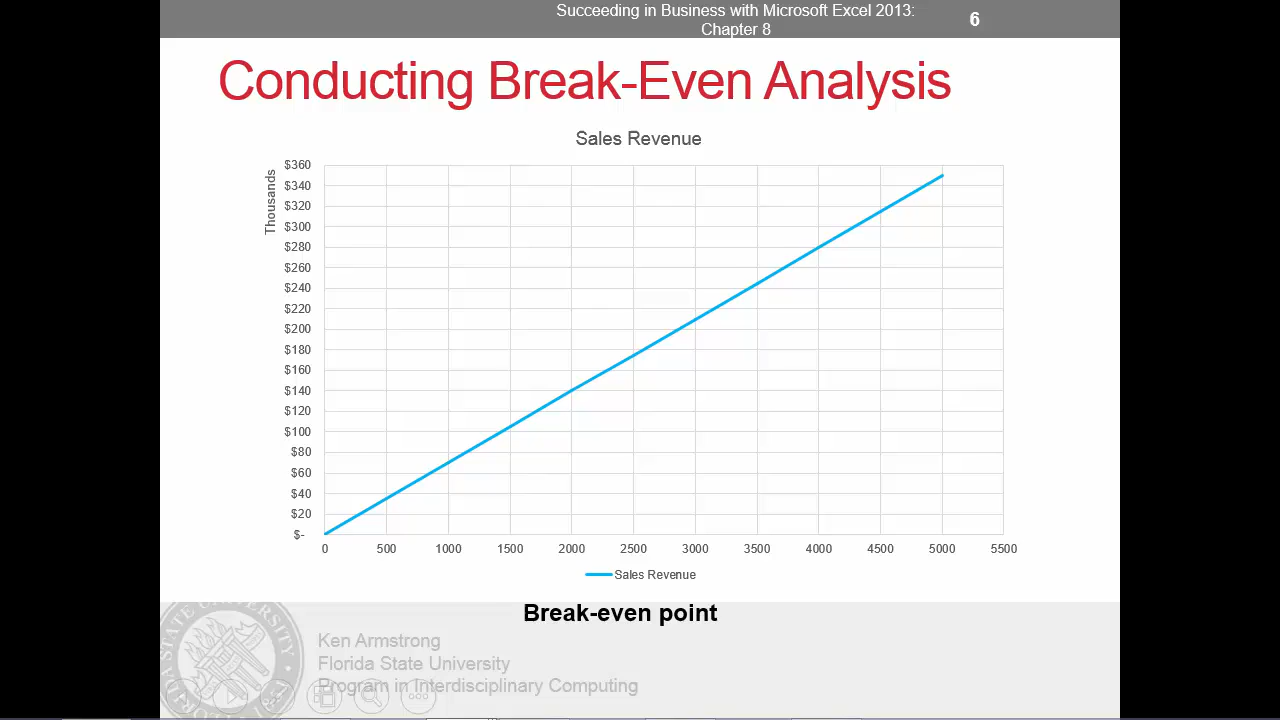 Succeeding in Business with Microsoft Excel 2013:
Chapter 8
6
Conducting Break-Even Analysis
Sales Revenue
Thousands
$360
$340
$320
$300
$280
$260
$240
$220
$200
$180
$160
$140
$120
$100
$80
$60
$40
$20
$-
0 500 1000 1500 2000 2500 3000 3500 4000 4500 5000 5500
Sales Revenue
Break-even point
Ken Armstrong
Florida State University
Program in Interdisciplinary Computing